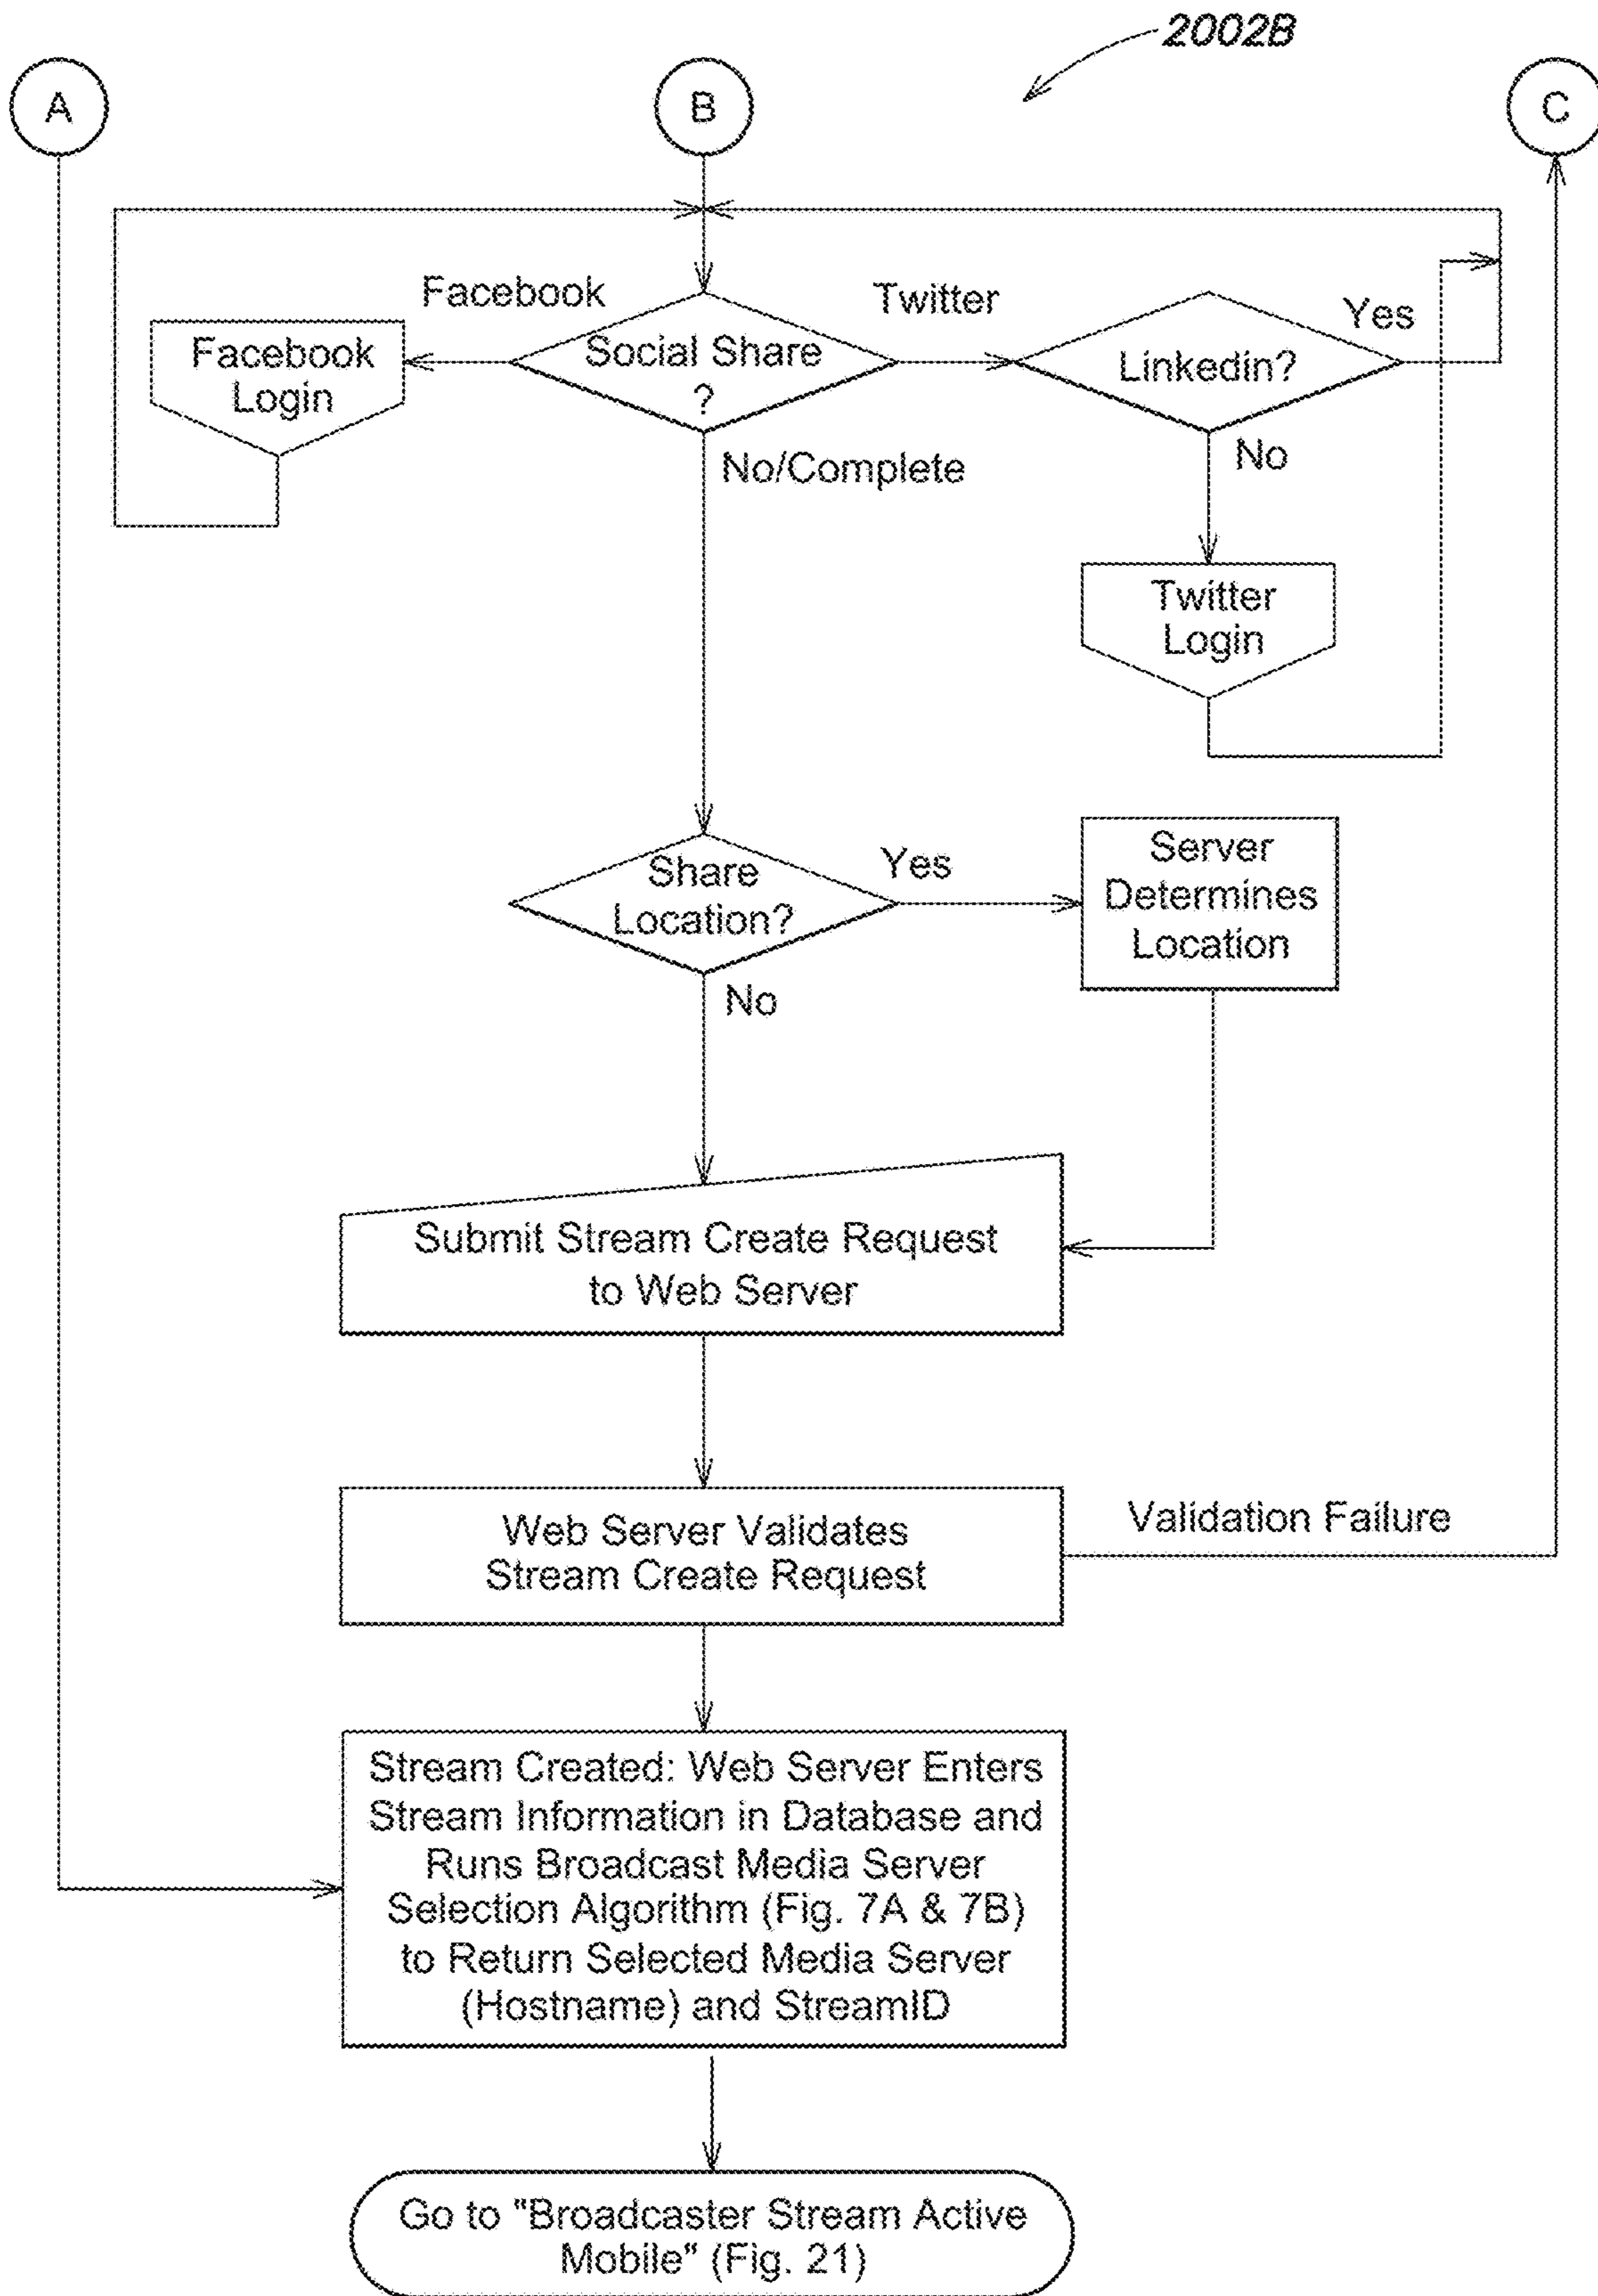 2002B
A
B
C
Facebook
Twitter
Yes
Facebook
Login
Social Share
?
Linkedin?
No/Complete
No
Twitter
Login
Share
Location?
Yes
Server
Determines
Location
No
Submit Stream Create Request
to Web Server
Web Server Validates
Stream Create Request
Validation Failure
Stream Created: Web Server Enters
Stream Information in Database and
Runs Broadcast Media Server
Selection Algorithm (Fig. 7A & 7B)
to Return Selected Media Server
(Hostname) and StreamID
Go to "Broadcaster Stream Active
Mobile" (Fig. 21)